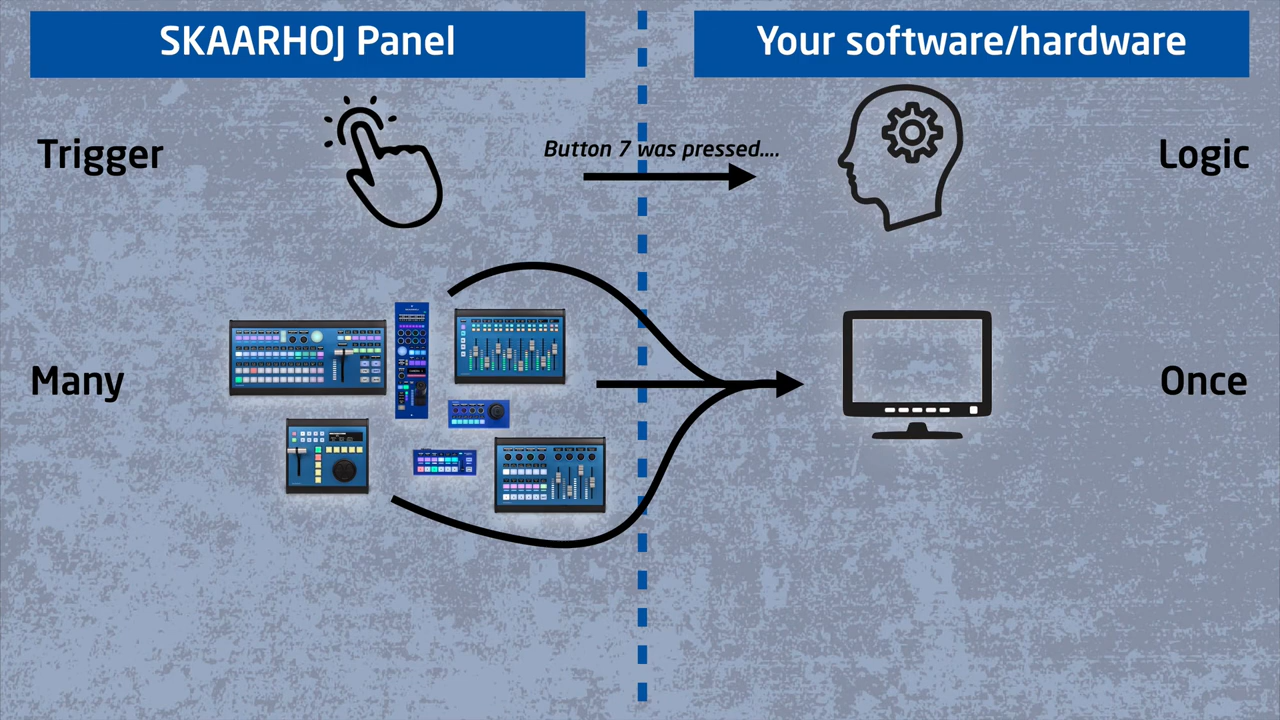 SKAARHOJ Panel
Your software/hardware
Trigger
Button 7 was pressed....
Logic
Many
Once